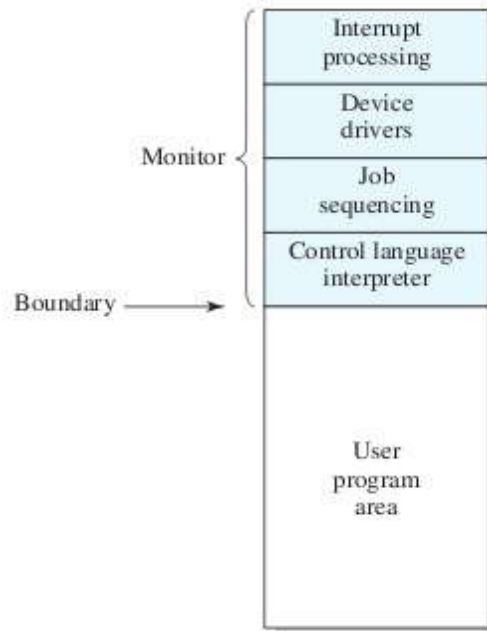 Interrupt
processing
Device
drivers
Monitor
Job
sequencing
Control language
interpreter
Boundary
User
program
area